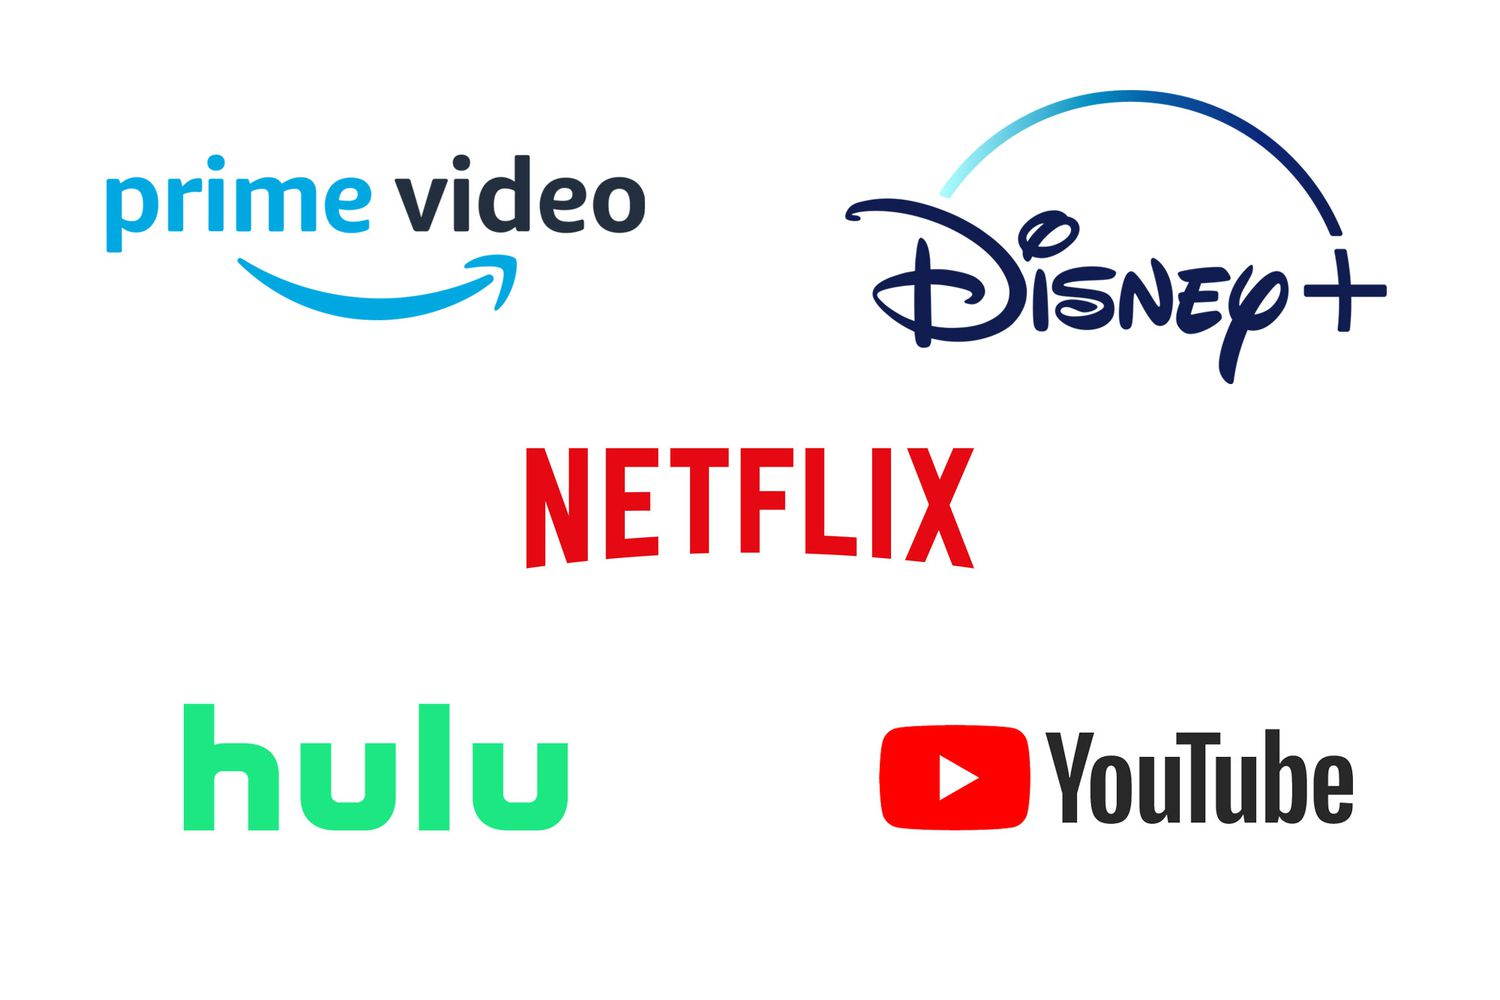 prime video
Disney+
NETFLIX
hulu
YouTube